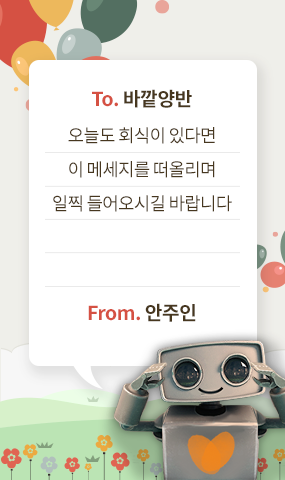 To. 바깥양반
오늘도 회식이 있다면
이 메세지를 떠올리며
일찍 들어오시길 바랍니다
From. 안주인